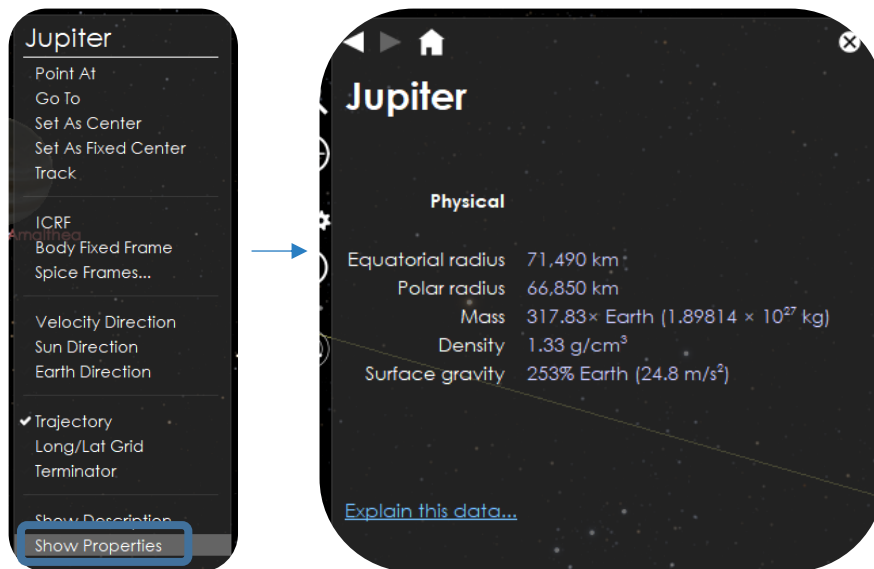 Jupiter
Point At
Go To
Set As Center
Set As Fixed Center
Track
ICRF
Amalthea
Body Fixed Frame
Spice Frames...
Velocity Direction
Sun Direction
Earth Direction
✔Trajectory
Long/Lat Grid
Terminator
Show Description
Show Properties
Jupiter
Physical
Equatorial radius 71,490 km
Polar radius 66,850 km
Mass 317.83× Earth (1.89814 × 10²⁷ kg)
Density 1.33 g/cm³
Surface gravity 253% Earth (24.8 m/s²)
Explain this data...